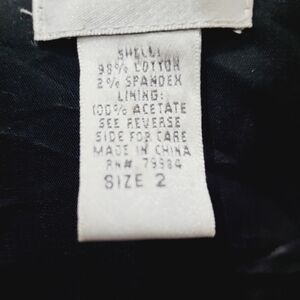 SHELL:
98% COTTON
2% SPANDEX
LINING:
100% ACETATE
SEE REVERSE
SIDE FOR CARE
MADE IN CHINA
RN# 79984
SIZE 2